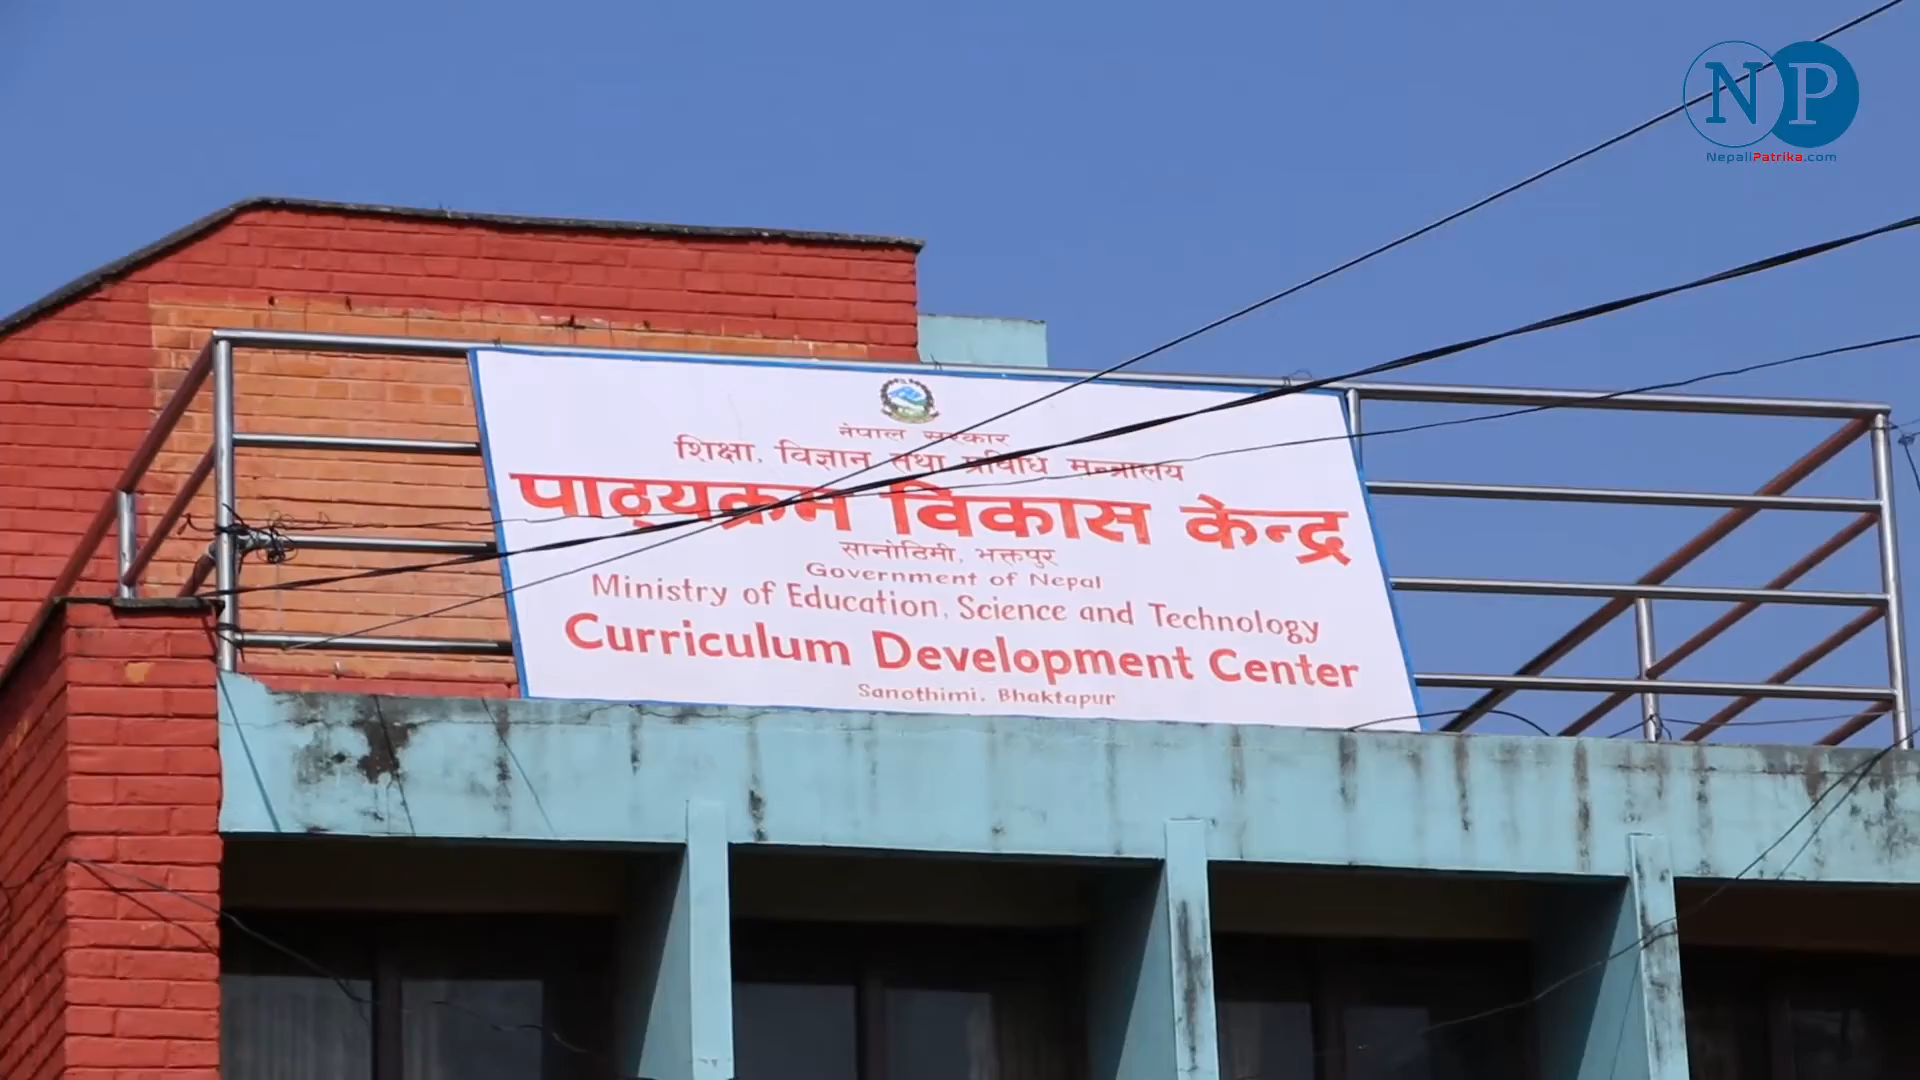 NP
NepaliPatrika.com
नेपाल सरकार
शिक्षा, विज्ञान तथा प्रविधि मन्त्रालय
पाठ्यक्रम विकास केन्द्र
सानोठिमी, भक्तपुर
Government of Nepal
Ministry of Education, Science and Technology
Curriculum Development Center
Sanothimi, Bhaktapur